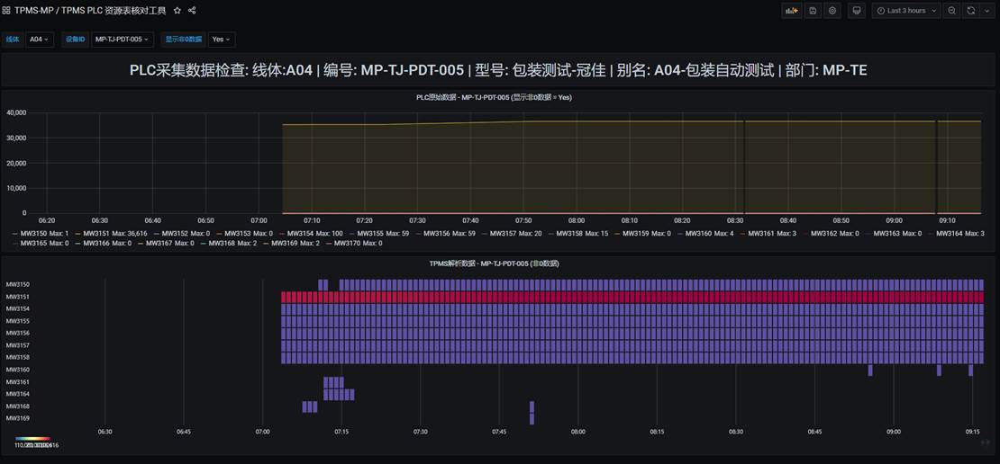 TPMS-MP / TPMS PLC 资源表核对工具
Last 3 hours
线体 A04 设备ID MP-TJ-PDT-005 显示非0数据 Yes
PLC采集数据检查: 线体:A04 | 编号: MP-TJ-PDT-005 | 型号: 包装测试-冠佳 | 别名: A04-包装自动测试 | 部门: MP-TE
PLC原始数据 - MP-TJ-PDT-005 (显示非0数据 = Yes)
40,000
30,000
20,000
10,000
0
06:20 06:30 06:40 06:50 07:00 07:10 07:20 07:30 07:40 07:50 08:00 08:10 08:20 08:30 08:40 08:50 09:00 09:10
MW3150 Max: 1 MW3151 Max: 36,616 MW3152 Max: 0 MW3153 Max: 0 MW3154 Max: 100 MW3155 Max: 59 MW3156 Max: 59 MW3157 Max: 20 MW3158 Max: 15 MW3159 Max: 0 MW3160 Max: 4 MW3161 Max: 3 MW3162 Max: 0 MW3163 Max: 0 MW3164 Max: 3
MW3165 Max: 0 MW3166 Max: 0 MW3167 Max: 0 MW3168 Max: 2 MW3169 Max: 2 MW3170 Max: 0
TPMS解析数据 - MP-TJ-PDT-005 (非0数据)
MW3150
MW3151
MW3154
MW3155
MW3156
MW3157
MW3158
MW3160
MW3161
MW3164
MW3168
MW3169
06:30 06:45 07:00 07:15 07:30 07:45 08:00 08:15 08:30 08:45 09:00 09:15